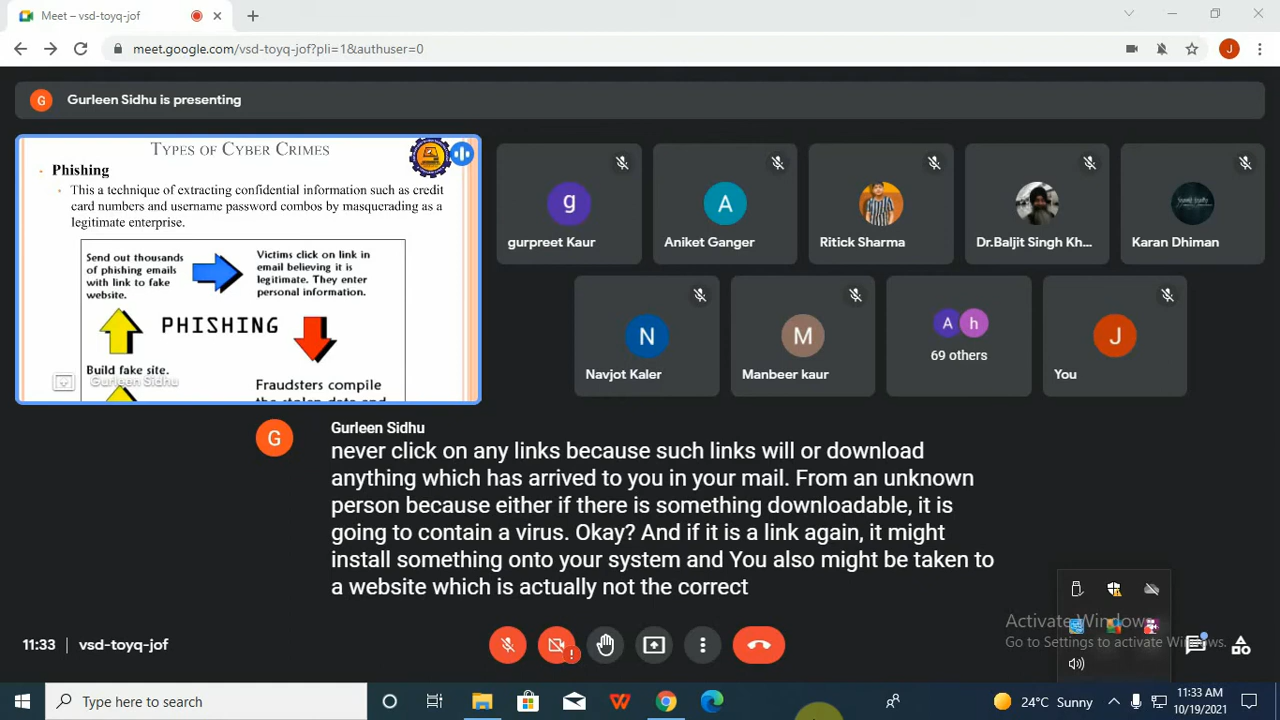 Meet – vsd-toyq-jof
meet.google.com/vsd-toyq-jof?pli=1&authuser=0
J
G
Gurleen Sidhu is presenting
TYPES OF CYBER CRIMES
Phishing
This a technique of extracting confidential information such as credit
card numbers and username password combos by masquerading as a
legitimate enterprise.
Send out thousands
of phishing emails
with link to fake
website.
Victims click on link in
email believing it is
legitimate. They enter
personal information.
PHISHING
Build fake site.
Fraudsters compile
the stolen data and
Gurleen Sidhu
g
gurpreet Kaur
A
Aniket Ganger
Ritick Sharma
Dr.Baljit Singh Kh...
Karan Dhiman
N
Navjot Kaler
M
Manbeer kaur
A h
69 others
J
You
G
Gurleen Sidhu
never click on any links because such links will or download
anything which has arrived to you in your mail. From an unknown
person because either if there is something downloadable, it is
going to contain a virus. Okay? And if it is a link again, it might
install something onto your system and You also might be taken to
a website which is actually not the correct
11:33 | vsd-toyq-jof
Activate Windows
Go to Settings to activate Windows.
Type here to search
24°C Sunny
11:33 AM
10/19/2021